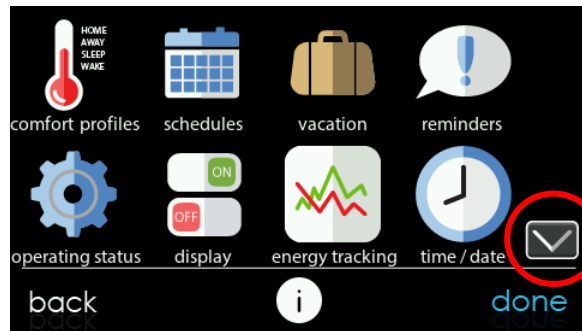 HOME
AWAY
SLEEP
WAKE
comfort profiles
schedules
vacation
reminders
ON
OFF
operating status
display
energy tracking
time / date
back
i
done